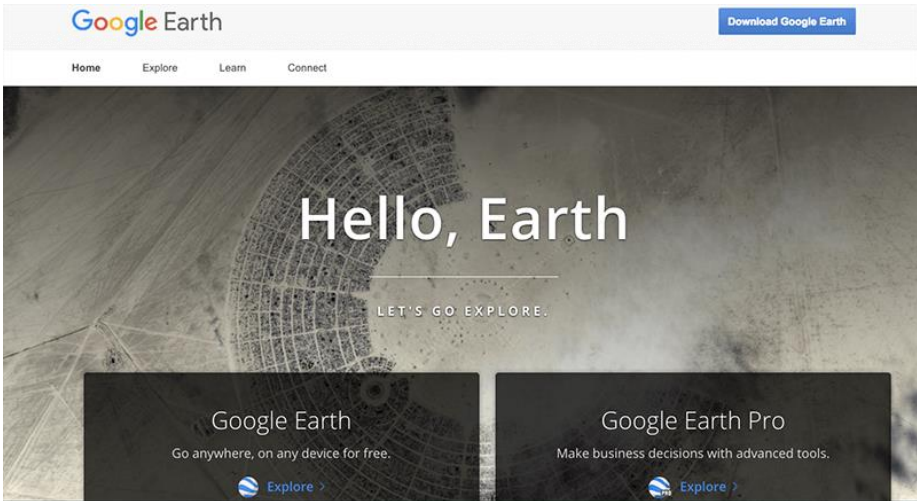 Google Earth
Download Google Earth
Home Explore Learn Connect
Hello, Earth
LET'S GO EXPLORE.
Google Earth
Go anywhere, on any device for free.
Explore
Google Earth Pro
Make business decisions with advanced tools.
PRO
Explore